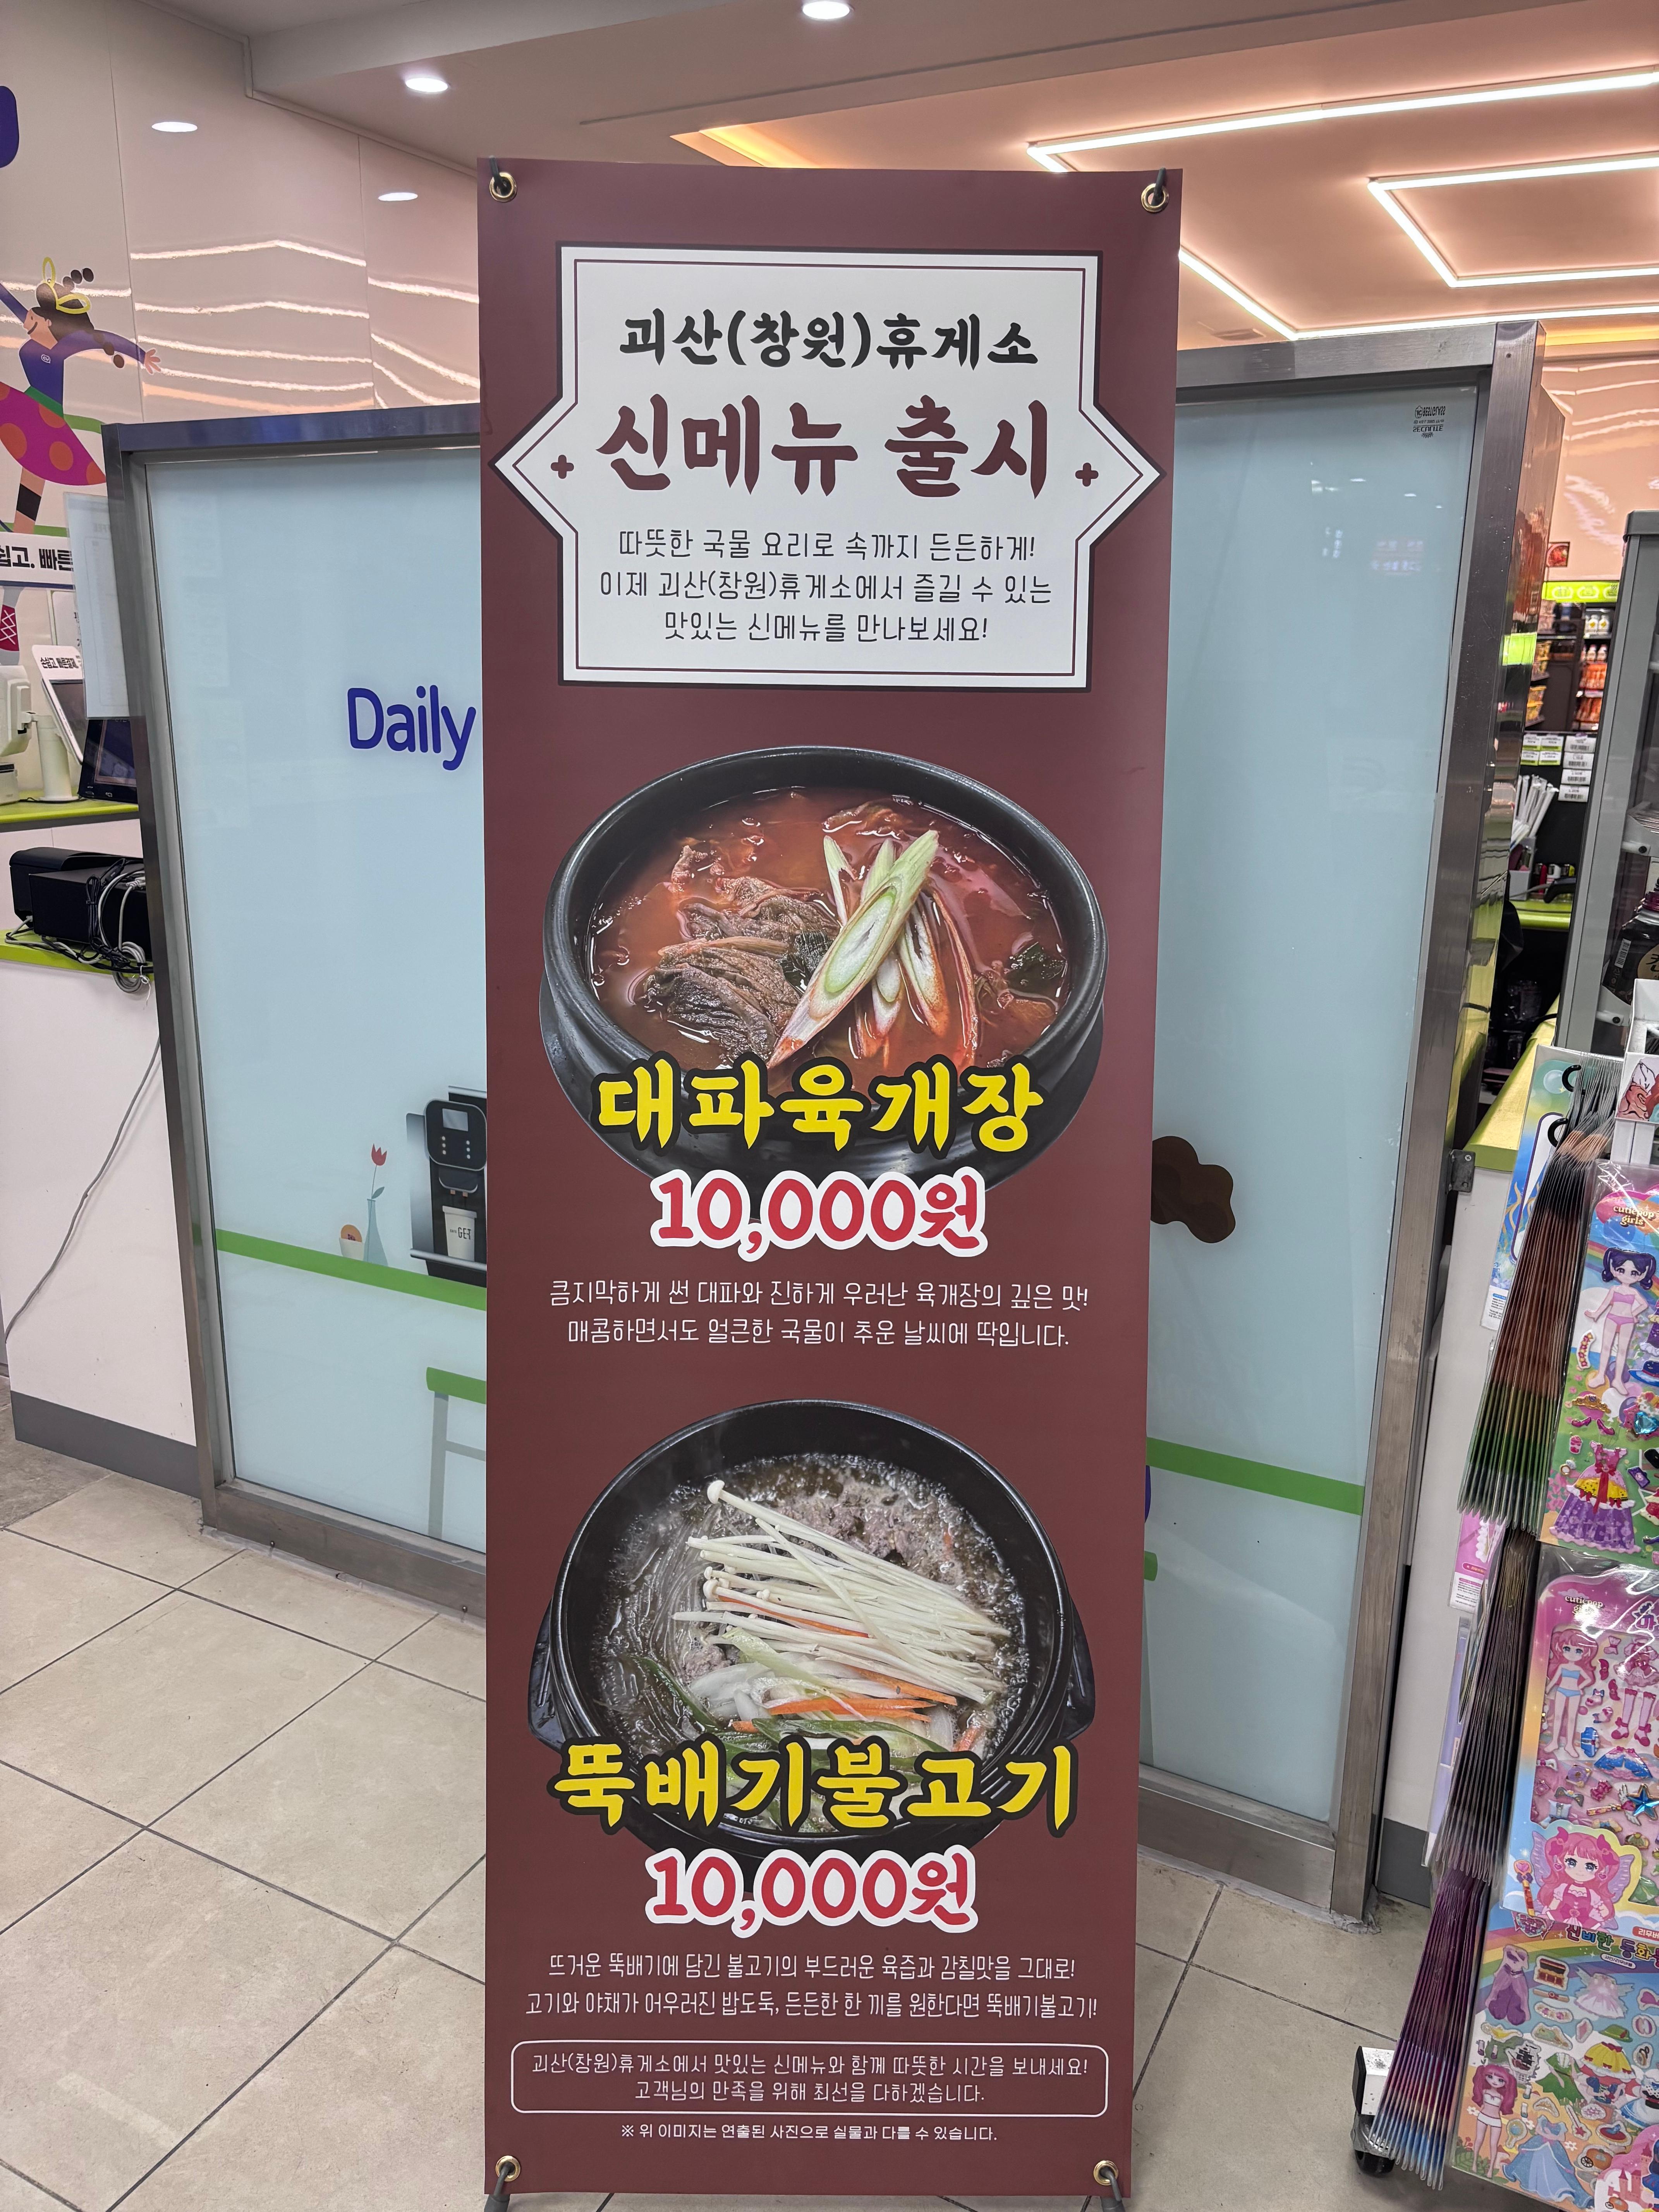 괴산(창원)휴게소
신메뉴 출시
따뜻한 국물 요리로 속까지 든든하게!
이제 괴산(창원)휴게소에서 즐길 수 있는
맛있는 신메뉴를 만나보세요!
대파육개장
10,000원
큼지막하게 썬 대파와 진하게 우러난 육개장의 깊은 맛!
매콤하면서도 얼큰한 국물이 추운 날씨에 딱입니다.
뚝배기불고기
10,000원
뜨거운 뚝배기에 담긴 불고기의 부드러운 육즙과 감칠맛을 그대로!
고기와 야채가 어우러진 밥도둑, 든든한 한 끼를 원한다면 뚝배기불고기!
괴산(창원)휴게소에서 맛있는 신메뉴와 함께 따뜻한 시간을 보내세요!
고객님의 만족을 위해 최선을 다하겠습니다.
※ 위 이미지는 연출된 사진으로 실물과 다를 수 있습니다.
Daily
GET
cutiepop
girls
cutiepop
신비한 동화